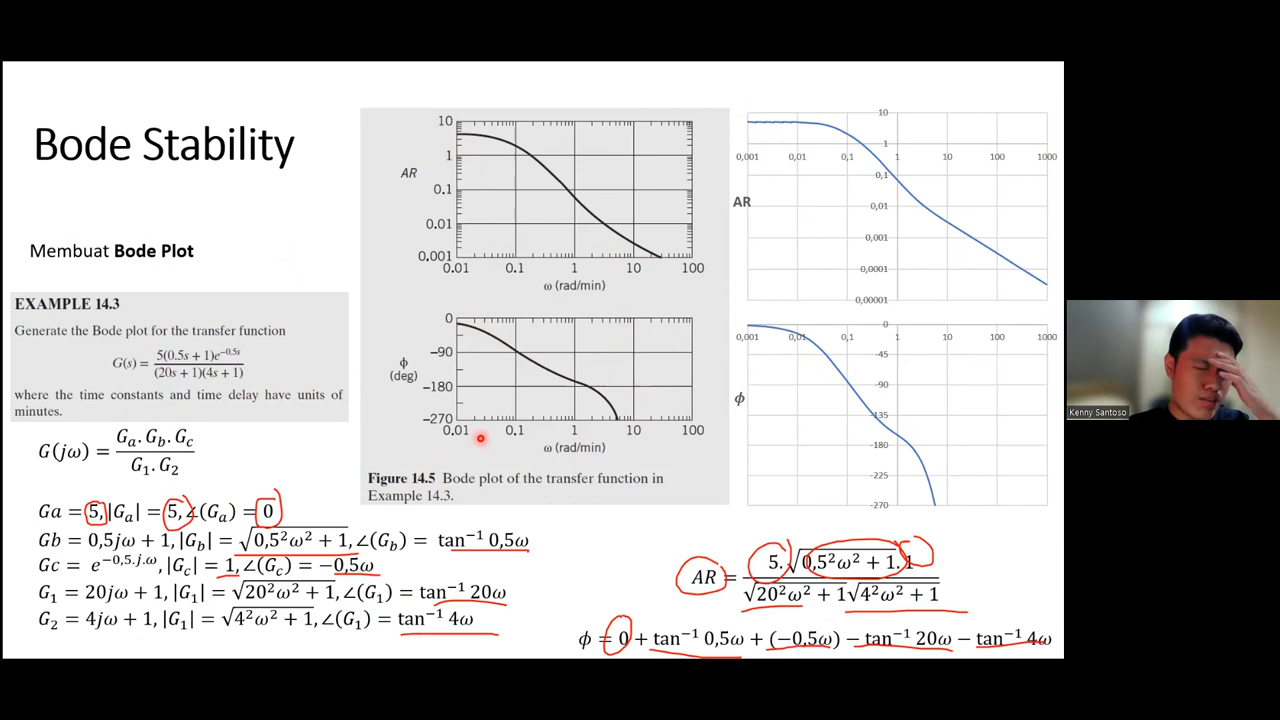 Bode Stability
Membuat Bode Plot
EXAMPLE 14.3
Generate the Bode plot for the transfer function
G(s) = 5(0.5s + 1)e^−0.5s / (20s + 1)(4s + 1)
where the time constants and time delay have units of
minutes.
G(jω) = Ga. Gb. Gc / G1. G2
Ga = 5, |Ga| = 5, ∠(Ga) = 0
Gb = 0,5jω + 1, |Gb| = √0,5²ω² + 1, ∠(Gb) = tan⁻¹ 0,5ω
Gc = e^−0,5.j.ω, |Gc| = 1, ∠(Gc) = −0,5ω
G1 = 20jω + 1, |G1| = √20²ω² + 1, ∠(G1) = tan⁻¹ 20ω
G2 = 4jω + 1, |G1| = √4²ω² + 1, ∠(G1) = tan⁻¹ 4ω
10
1
AR
0.1
0.01
0.001
0.01 0.1 1 10 100
ω (rad/min)
0
−90
ϕ
(deg)
−180
−270
0.01 0.1 1 10 100
ω (rad/min)
Figure 14.5 Bode plot of the transfer function in
Example 14.3.
10
1
0,001 0,01 0,1 1 10 100 1000
0,1
AR
0,01
0,001
0,0001
0,00001
0
0,001 0,01 0,1 1 10 100 1000
-45
-90
ϕ
-135
-180
-225
-270
AR = 5. √0,5²ω² + 1. 1 / √20²ω² + 1 √4²ω² + 1
ϕ = 0 + tan⁻¹ 0,5ω + (−0,5ω) − tan⁻¹ 20ω − tan⁻¹ 4ω
Kenny Santoso